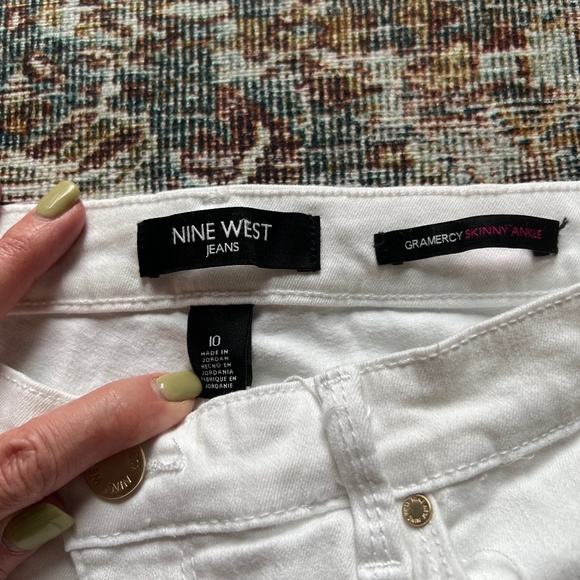 NINE WEST
JEANS
GRAMERCY SKINNY ANKLE
10
MADE IN
JORDAN
HECHO EN
JORDANIA
FABRIQUE EN
JORDANIE